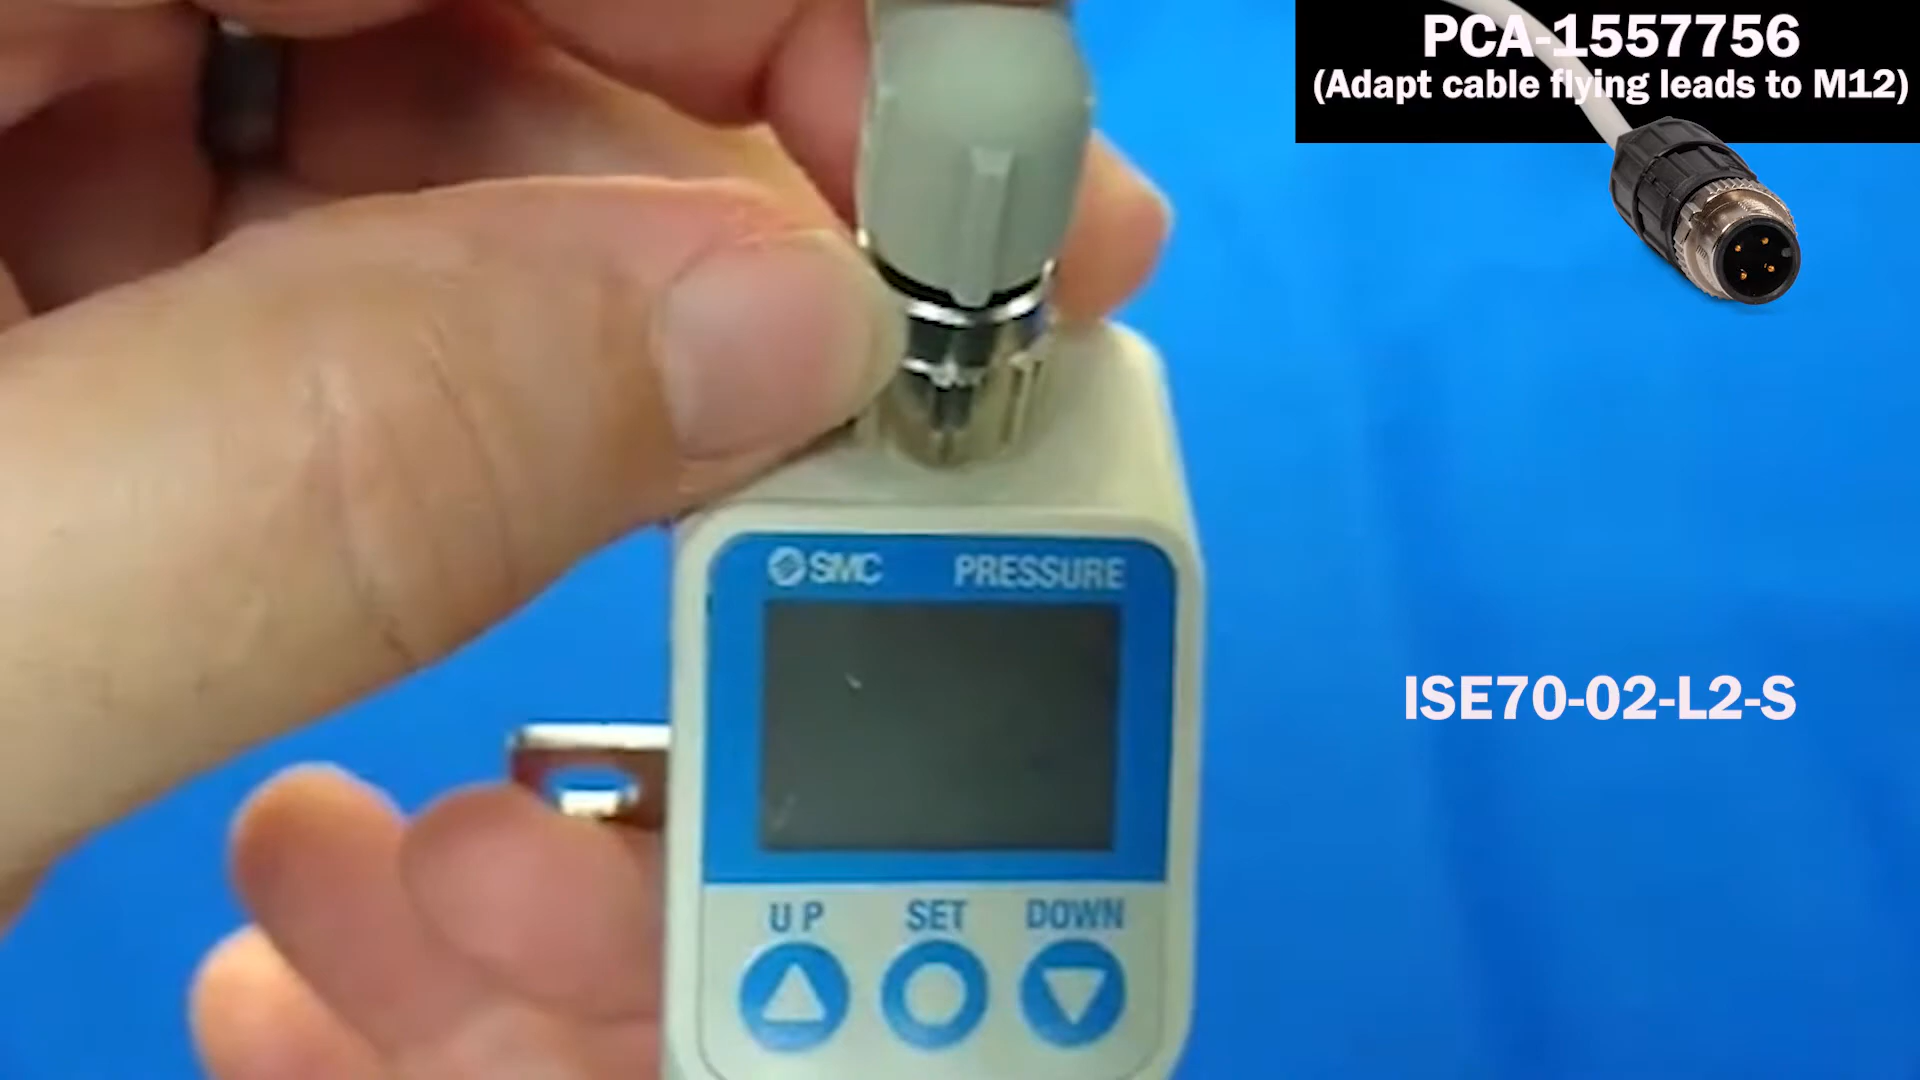 PCA-1557756
(Adapt cable flying leads to M12)
SMC PRESSURE
ISE70-02-L2-S
UP SET DOWN